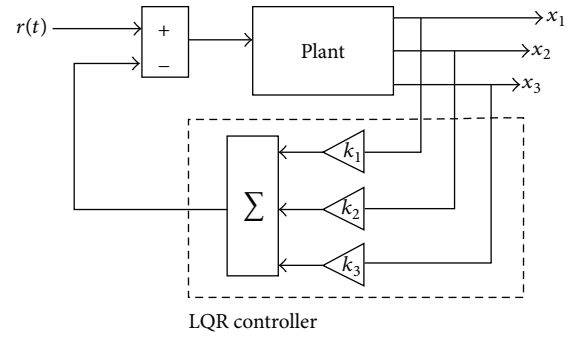 r(t)
+
−
Plant
x₁
x₂
x₃
k₁
k₂
k₃
∑
LQR controller